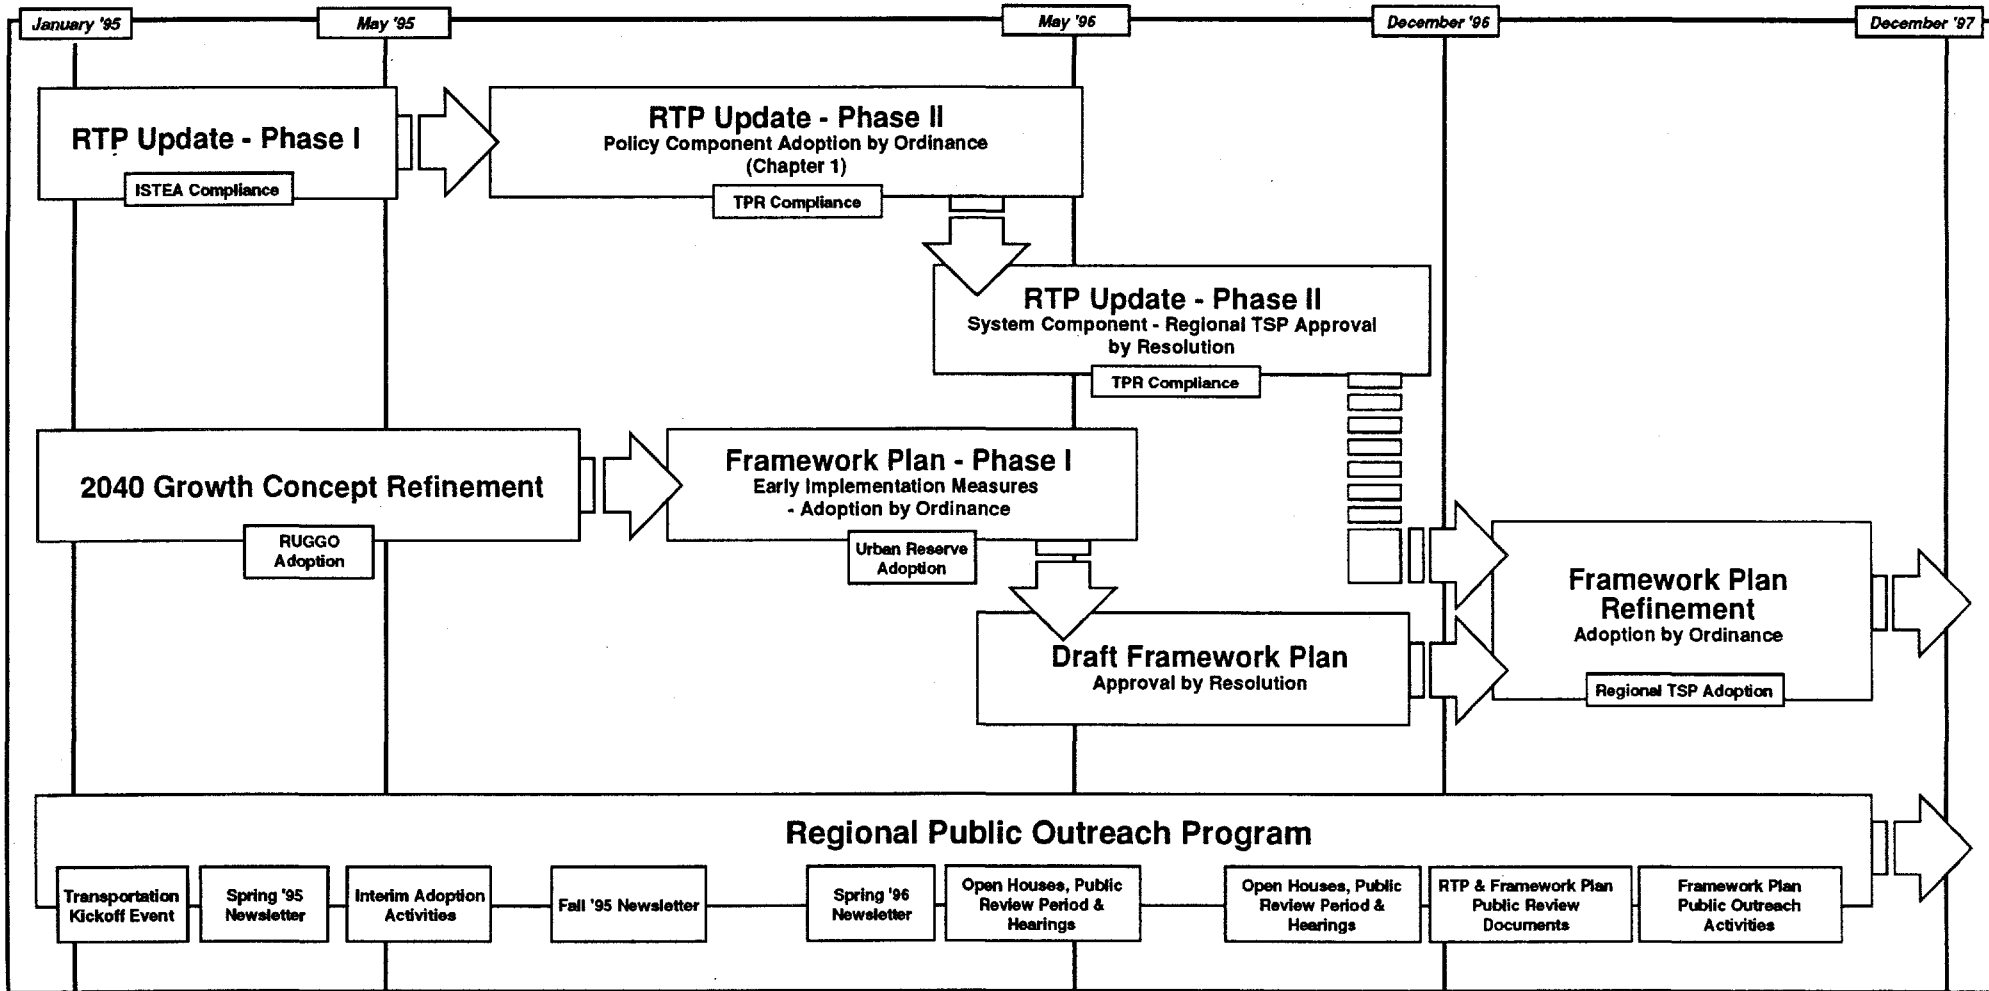 January '95
May '95
May '96
December '96
December '97
RTP Update - Phase I
ISTEA Compliance
RTP Update - Phase II
Policy Component Adoption by Ordinance
(Chapter 1)
TPR Compliance
RTP Update - Phase II
System Component - Regional TSP Approval
by Resolution
TPR Compliance
2040 Growth Concept Refinement
RUGGO
Adoption
Framework Plan - Phase I
Early Implementation Measures
- Adoption by Ordinance
Urban Reserve
Adoption
Draft Framework Plan
Approval by Resolution
Framework Plan
Refinement
Adoption by Ordinance
Regional TSP Adoption
Regional Public Outreach Program
Transportation
Kickoff Event
Spring '95
Newsletter
Interim Adoption
Activities
Fall '95 Newsletter
Spring '96
Newsletter
Open Houses, Public
Review Period &
Hearings
Open Houses, Public
Review Period &
Hearings
RTP & Framework Plan
Public Review
Documents
Framework Plan
Public Outreach
Activities